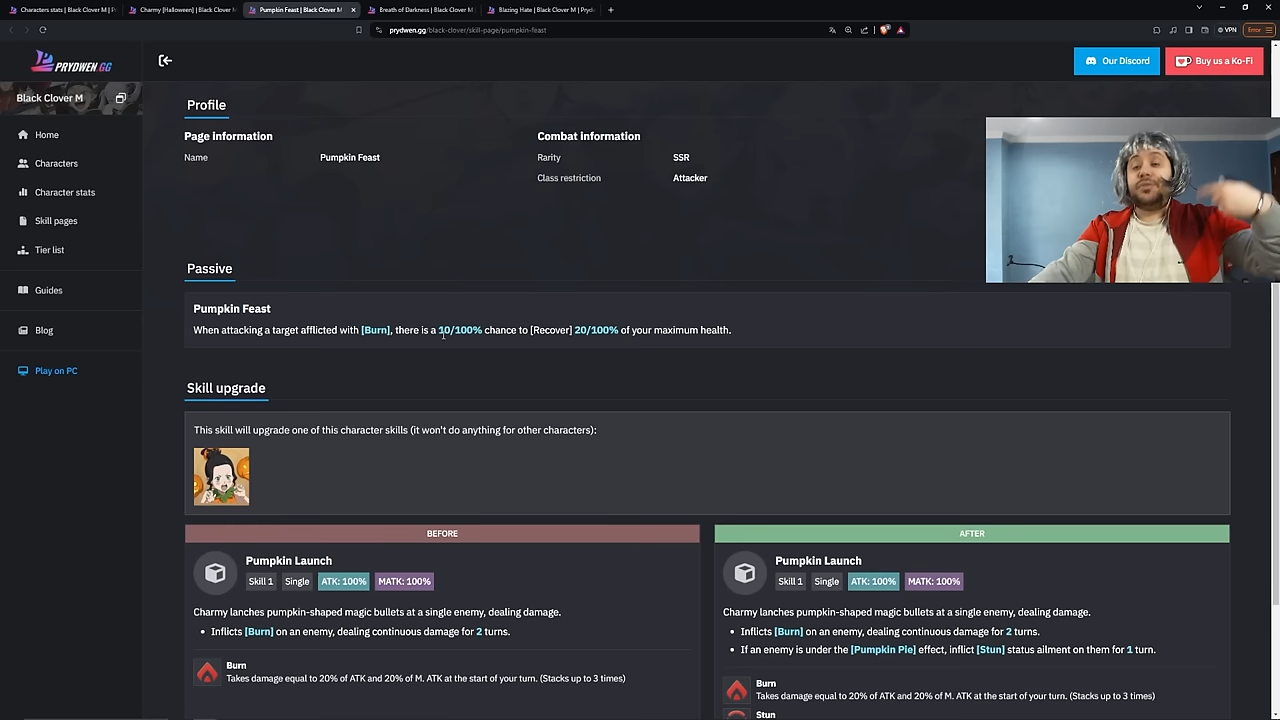 Characters stats | Black Clover M | Pr
Charmy [Halloween] | Black Clover M
Pumpkin Feast | Black Clover M
Breath of Darkness | Black Clover M
Blazing Hate | Black Clover M | Pryd
prydwen.gg/black-clover/skill-page/pumpkin-feast
VPN
Error
PRYDWEN.GG
Our Discord
Buy us a Ko-Fi
Black Clover M
Home
Characters
Character stats
Skill pages
Tier list
Guides
Blog
Play on PC
Profile
Page information
Combat information
Name Pumpkin Feast
Rarity SSR
Class restriction Attacker
Passive
Pumpkin Feast
When attacking a target afflicted with [Burn], there is a 10/100% chance to [Recover] 20/100% of your maximum health.
Skill upgrade
This skill will upgrade one of this character skills (it won't do anything for other characters):
BEFORE
Pumpkin Launch
Skill 1 Single ATK: 100% MATK: 100%
Charmy lanches pumpkin-shaped magic bullets at a single enemy, dealing damage.
• Inflicts [Burn] on an enemy, dealing continuous damage for 2 turns.
Burn
Takes damage equal to 20% of ATK and 20% of M. ATK at the start of your turn. (Stacks up to 3 times)
AFTER
Pumpkin Launch
Skill 1 Single ATK: 100% MATK: 100%
Charmy lanches pumpkin-shaped magic bullets at a single enemy, dealing damage.
• Inflicts [Burn] on an enemy, dealing continuous damage for 2 turns.
• If an enemy is under the [Pumpkin Pie] effect, inflict [Stun] status ailment on them for 1 turn.
Burn
Takes damage equal to 20% of ATK and 20% of M. ATK at the start of your turn. (Stacks up to 3 times)
Stun